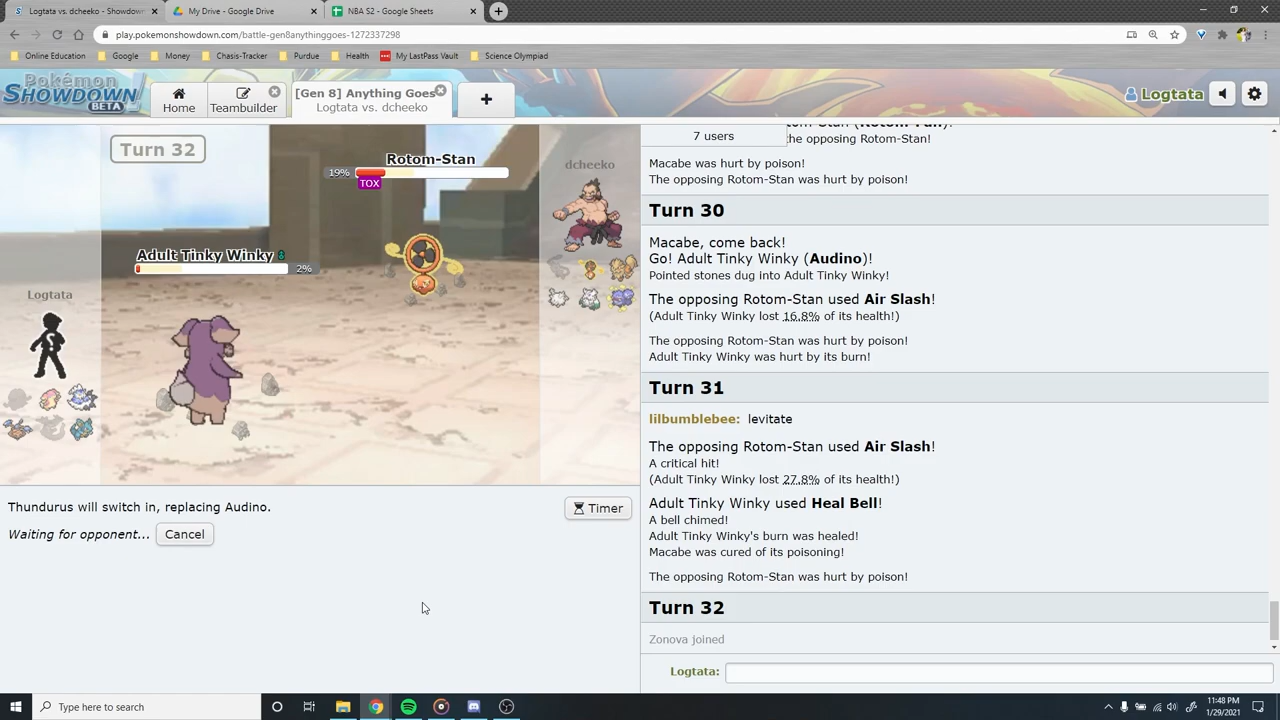 Logtata vs. dcheeko - Showdown!
My Drive - Google Drive
NBA S2 - Google Sheets
play.pokemonshowdown.com/battle-gen8anythinggoes-1272337298
Online Education
Google
Money
Chasis-Tracker
Purdue
Health
My LastPass Vault
Science Olympiad
Pokémon
SHOWDOWN
BETA
Home
Teambuilder
[Gen 8] Anything Goes
Logtata vs. dcheeko
Logtata
Turn 32
Rotom-Stan
19%
TOX
dcheeko
Adult Tinky Winky
2%
Logtata
Thundurus will switch in, replacing Audino.
Timer
Waiting for opponent...
Cancel
7 users
the opposing Rotom-Stan!
Macabe was hurt by poison!
The opposing Rotom-Stan was hurt by poison!
Turn 30
Macabe, come back!
Go! Adult Tinky Winky (Audino)!
Pointed stones dug into Adult Tinky Winky!
The opposing Rotom-Stan used Air Slash!
(Adult Tinky Winky lost 16.8% of its health!)
The opposing Rotom-Stan was hurt by poison!
Adult Tinky Winky was hurt by its burn!
Turn 31
lilbumblebee: levitate
The opposing Rotom-Stan used Air Slash!
A critical hit!
(Adult Tinky Winky lost 27.8% of its health!)
Adult Tinky Winky used Heal Bell!
A bell chimed!
Adult Tinky Winky's burn was healed!
Macabe was cured of its poisoning!
The opposing Rotom-Stan was hurt by poison!
Turn 32
Zonova joined
Logtata:
Type here to search
11:48 PM
1/29/2021